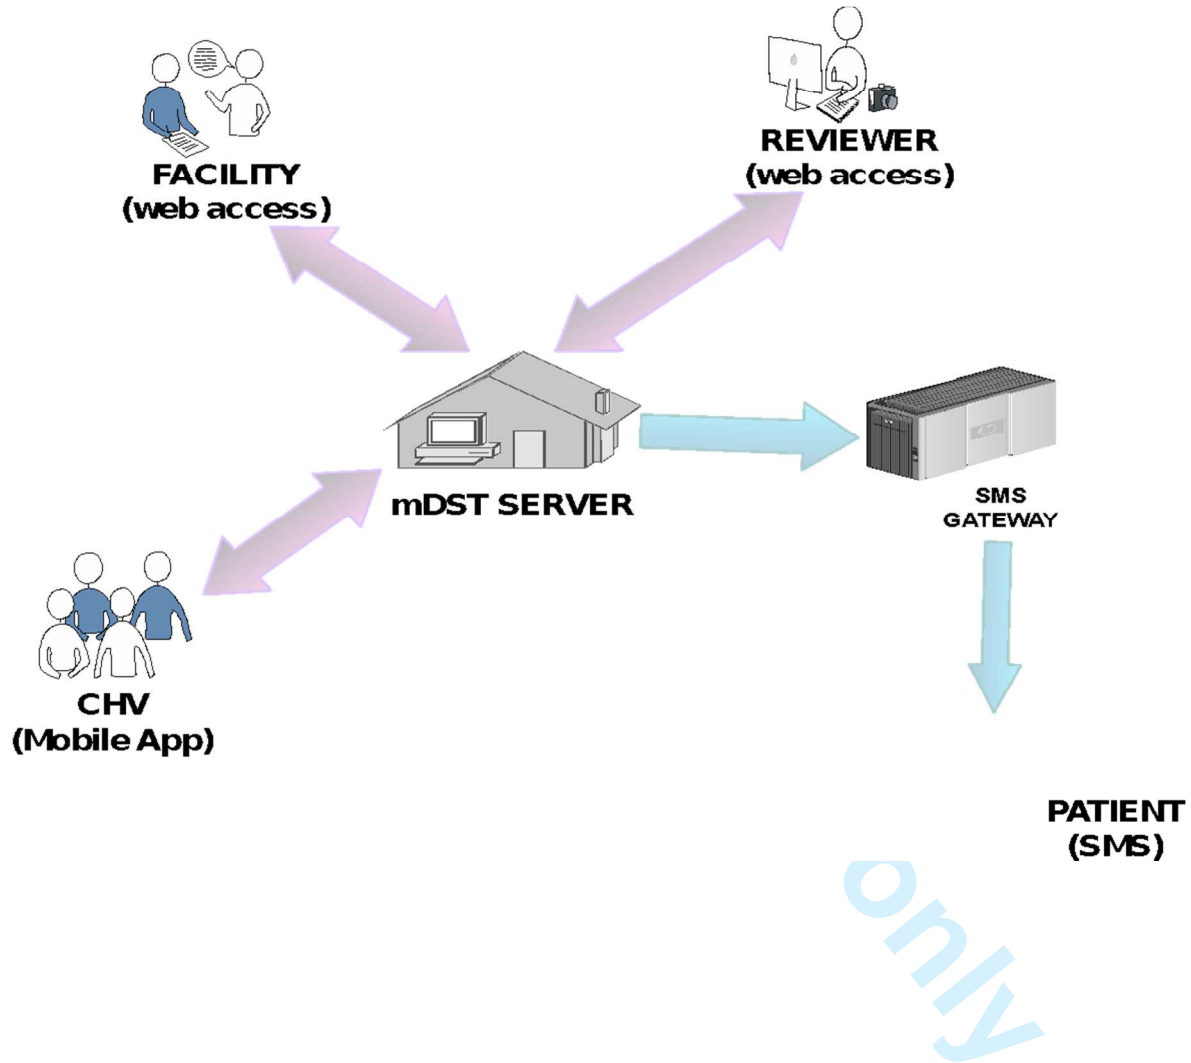 FACILITY
(web access)
REVIEWER
(web access)
mDST SERVER
SMS
GATEWAY
CHV
(Mobile App)
PATIENT
(SMS)
only